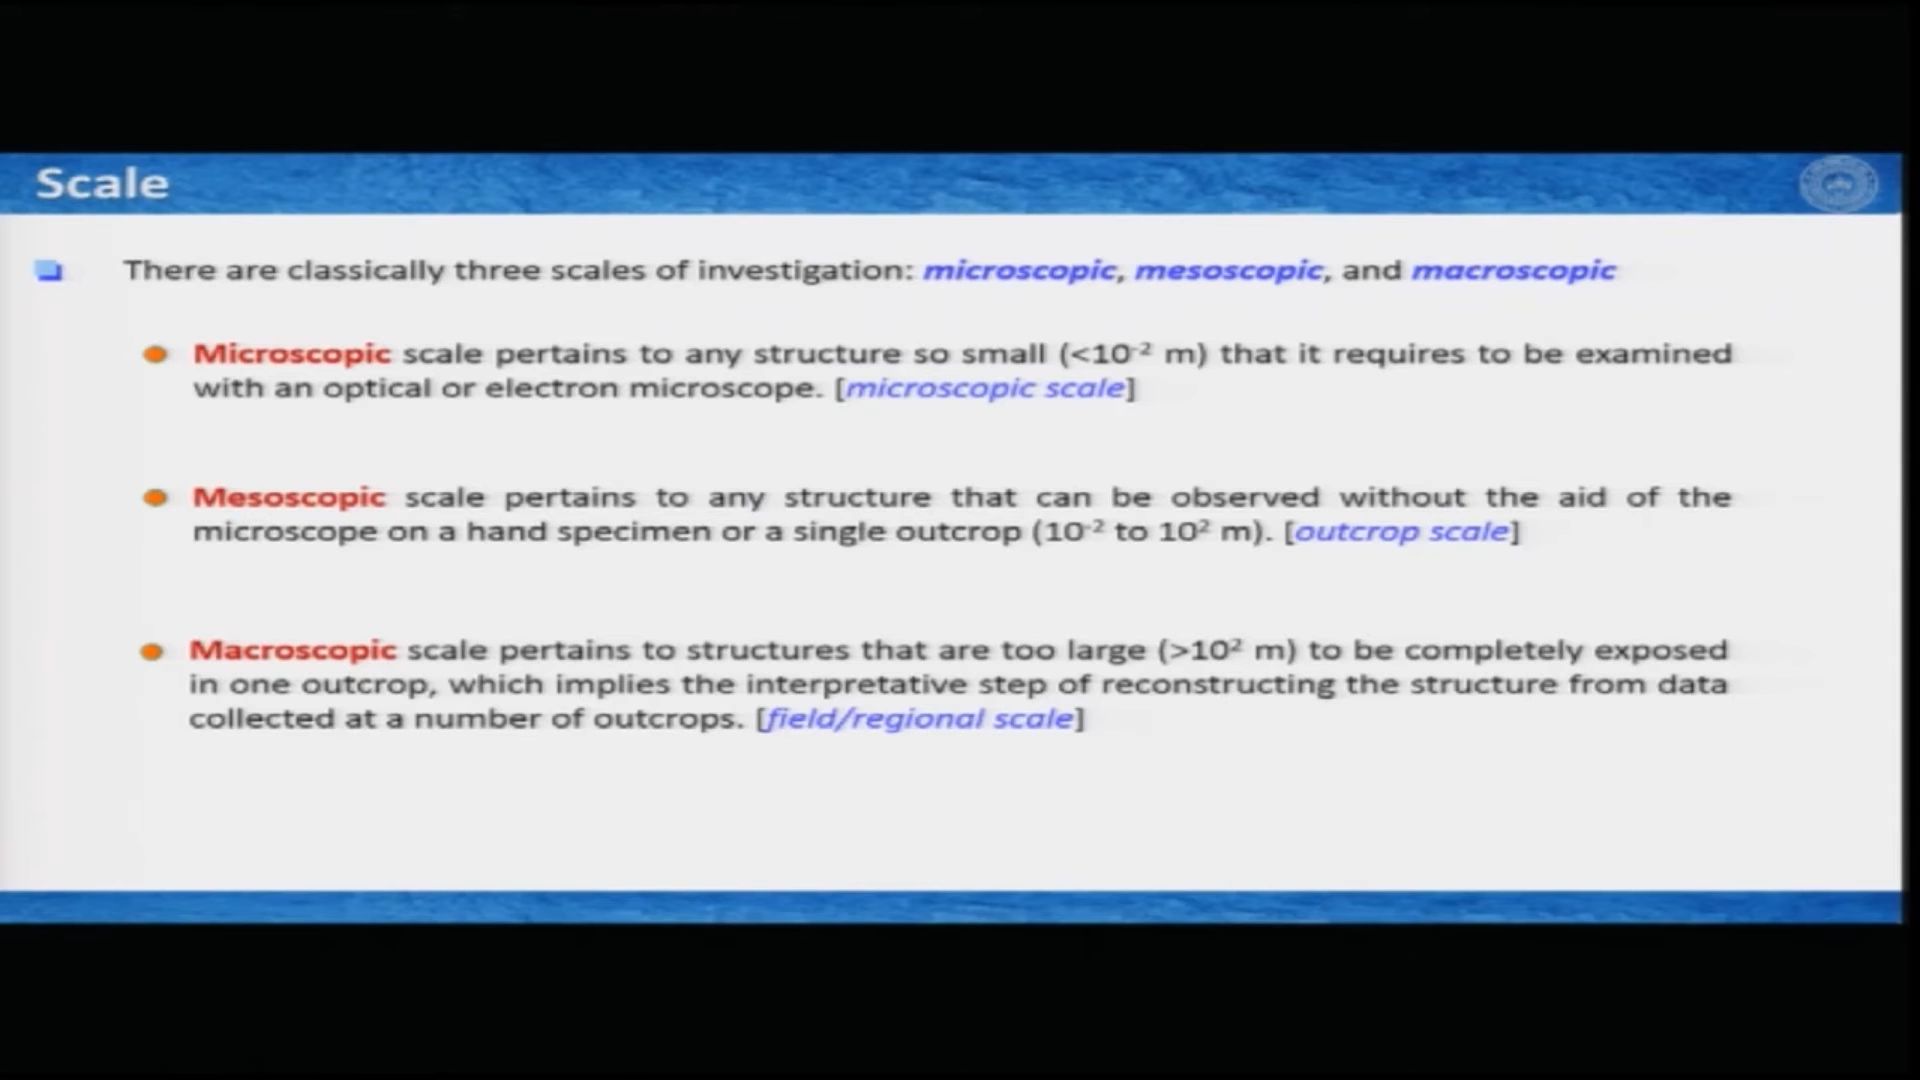 Scale
There are classically three scales of investigation: microscopic, mesoscopic, and macroscopic
Microscopic scale pertains to any structure so small (<10⁻² m) that it requires to be examined
with an optical or electron microscope. [microscopic scale]
Mesoscopic scale pertains to any structure that can be observed without the aid of the
microscope on a hand specimen or a single outcrop (10⁻² to 10² m). [outcrop scale]
Macroscopic scale pertains to structures that are too large (>10² m) to be completely exposed
in one outcrop, which implies the interpretative step of reconstructing the structure from data
collected at a number of outcrops. [field/regional scale]